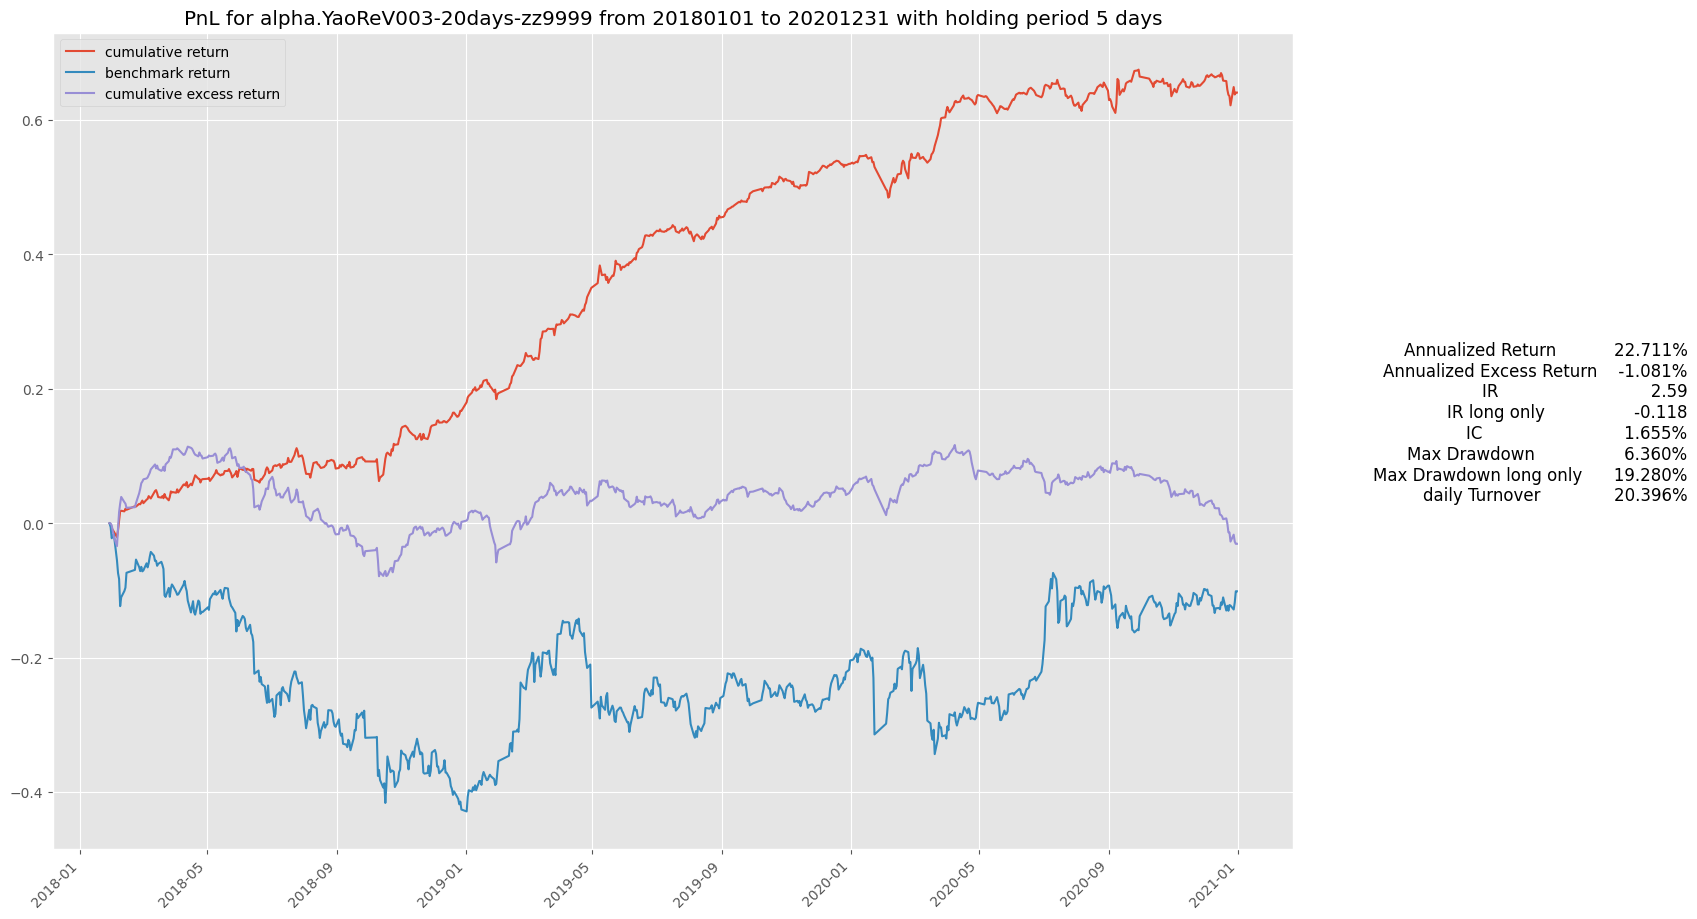 PnL for alpha.YaoReV003-20days-zz9999 from 20180101 to 20201231 with holding period 5 days
cumulative return
benchmark return
cumulative excess return
0.6
0.4
0.2
0.0
−0.2
−0.4
2018-01
2018-05
2018-09
2019-01
2019-05
2019-09
2020-01
2020-05
2020-09
2021-01
Annualized Return 22.711%
Annualized Excess Return -1.081%
IR 2.59
IR long only -0.118
IC 1.655%
Max Drawdown 6.360%
Max Drawdown long only 19.280%
daily Turnover 20.396%